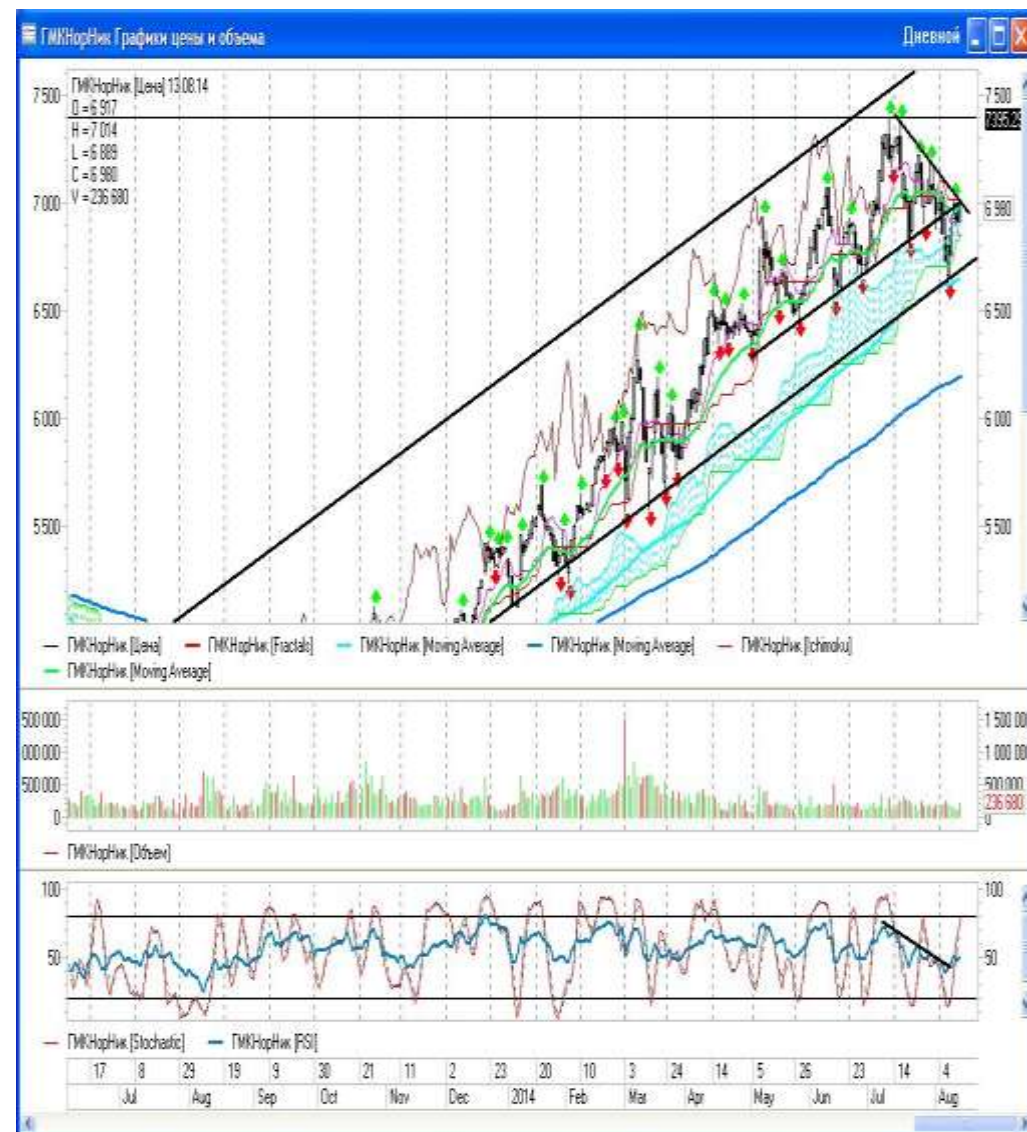 ГМКНорНик Графики цены и объема
Дневной
ГМКНорНик [Цена] 13.08.14
O = 6 917
H = 7 014
L = 6 889
C = 6 980
V = 236 680
7 500
7 500
7395.29
7 000
6 980
6 500
6 500
6 000
6 000
5 500
5 500
ГМКНорНик [Цена] ГМКНорНик [Fractals] ГМКНорНик [Moving Average] ГМКНорНик [Moving Average] ГМКНорНик [Ichimoku]
ГМКНорНик [Moving Average]
500 000
1 500 00
000 000
1 000 00
500 000
500 000
236 680
0
0
ГМКНорНик [Объем]
100
100
50
50
ГМКНорНик [Stochastic] ГМКНорНик [RSI]
17 8 29 19 9 30 21 11 2 23 20 10 3 24 14 5 26 23 14 4
Jul Aug Sep Oct Nov Dec 2014 Feb Mar Apr May Jun Jul Aug